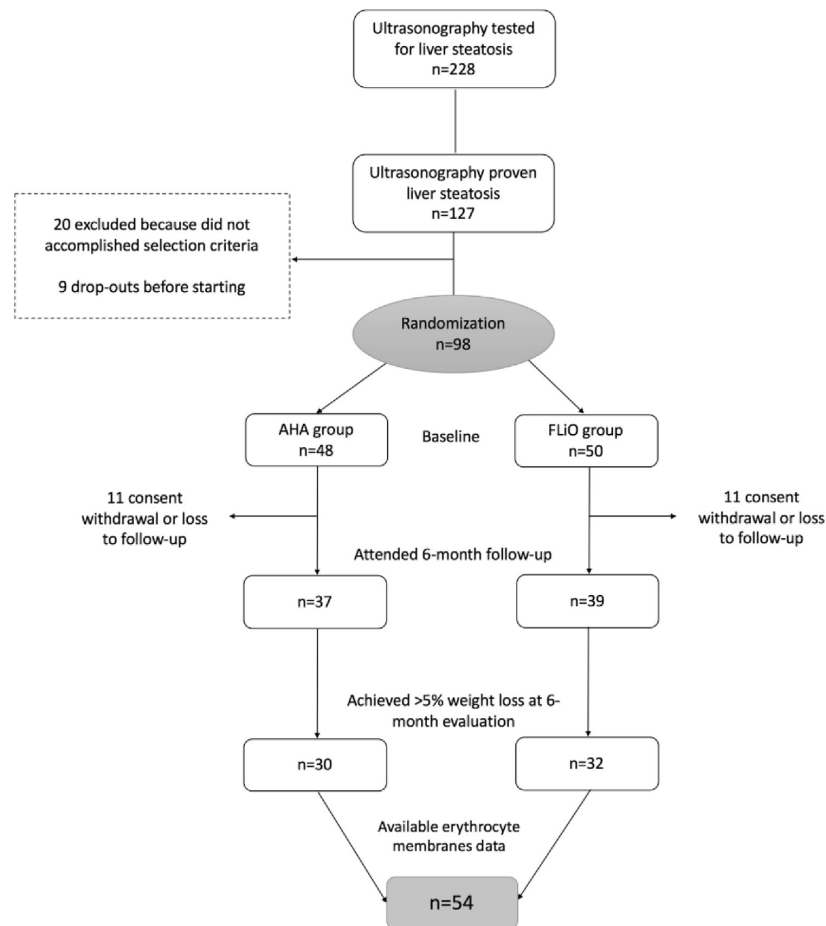 Ultrasonography tested
for liver steatosis
n=228
Ultrasonography proven
liver steatosis
n=127
20 excluded because did not
accomplished selection criteria
9 drop-outs before starting
Randomization
n=98
AHA group
n=48
Baseline
FLiO group
n=50
11 consent
withdrawal or loss
to follow-up
11 consent
withdrawal or loss
to follow-up
Attended 6-month follow-up
n=37
n=39
Achieved >5% weight loss at 6-
month evaluation
n=30
n=32
Available erythrocyte
membranes data
n=54